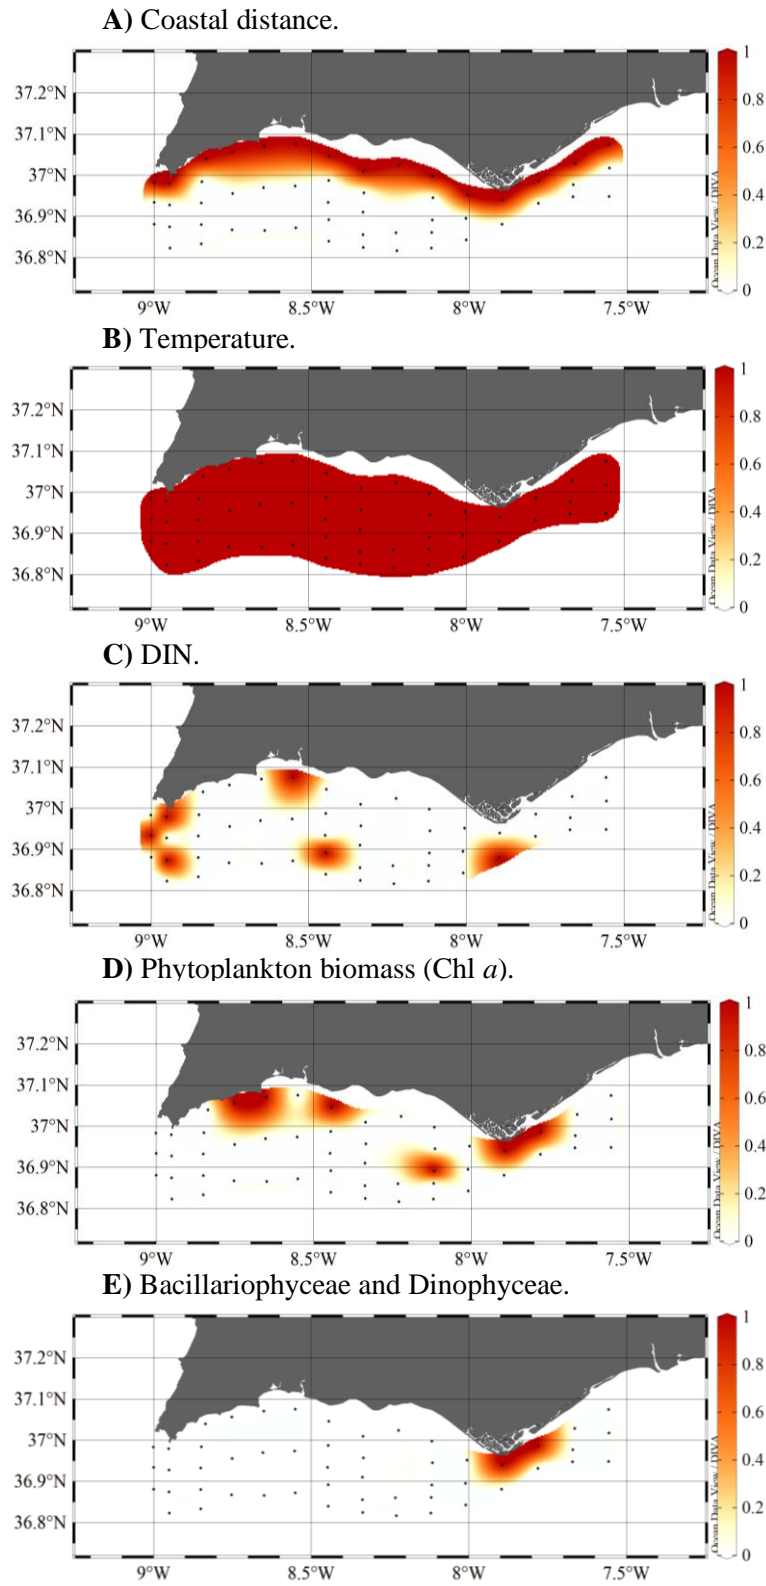 A) Coastal distance.
37.2°N
37.1°N
37°N
36.9°N
36.8°N
9°W 8.5°W 8°W 7.5°W
Ocean Data View / DIVA
1
0.8
0.6
0.4
0.2
0
B) Temperature.
37.2°N
37.1°N
37°N
36.9°N
36.8°N
9°W 8.5°W 8°W 7.5°W
Ocean Data View / DIVA
1
0.8
0.6
0.4
0.2
0
C) DIN.
37.2°N
37.1°N
37°N
36.9°N
36.8°N
9°W 8.5°W 8°W 7.5°W
Ocean Data View / DIVA
1
0.8
0.6
0.4
0.2
0
D) Phytoplankton biomass (Chl a).
37.2°N
37.1°N
37°N
36.9°N
36.8°N
9°W 8.5°W 8°W 7.5°W
Ocean Data View / DIVA
1
0.8
0.6
0.4
0.2
0
E) Bacillariophyceae and Dinophyceae.
37.2°N
37.1°N
37°N
36.9°N
36.8°N
9°W 8.5°W 8°W 7.5°W
Ocean Data View / DIVA
1
0.8
0.6
0.4
0.2
0